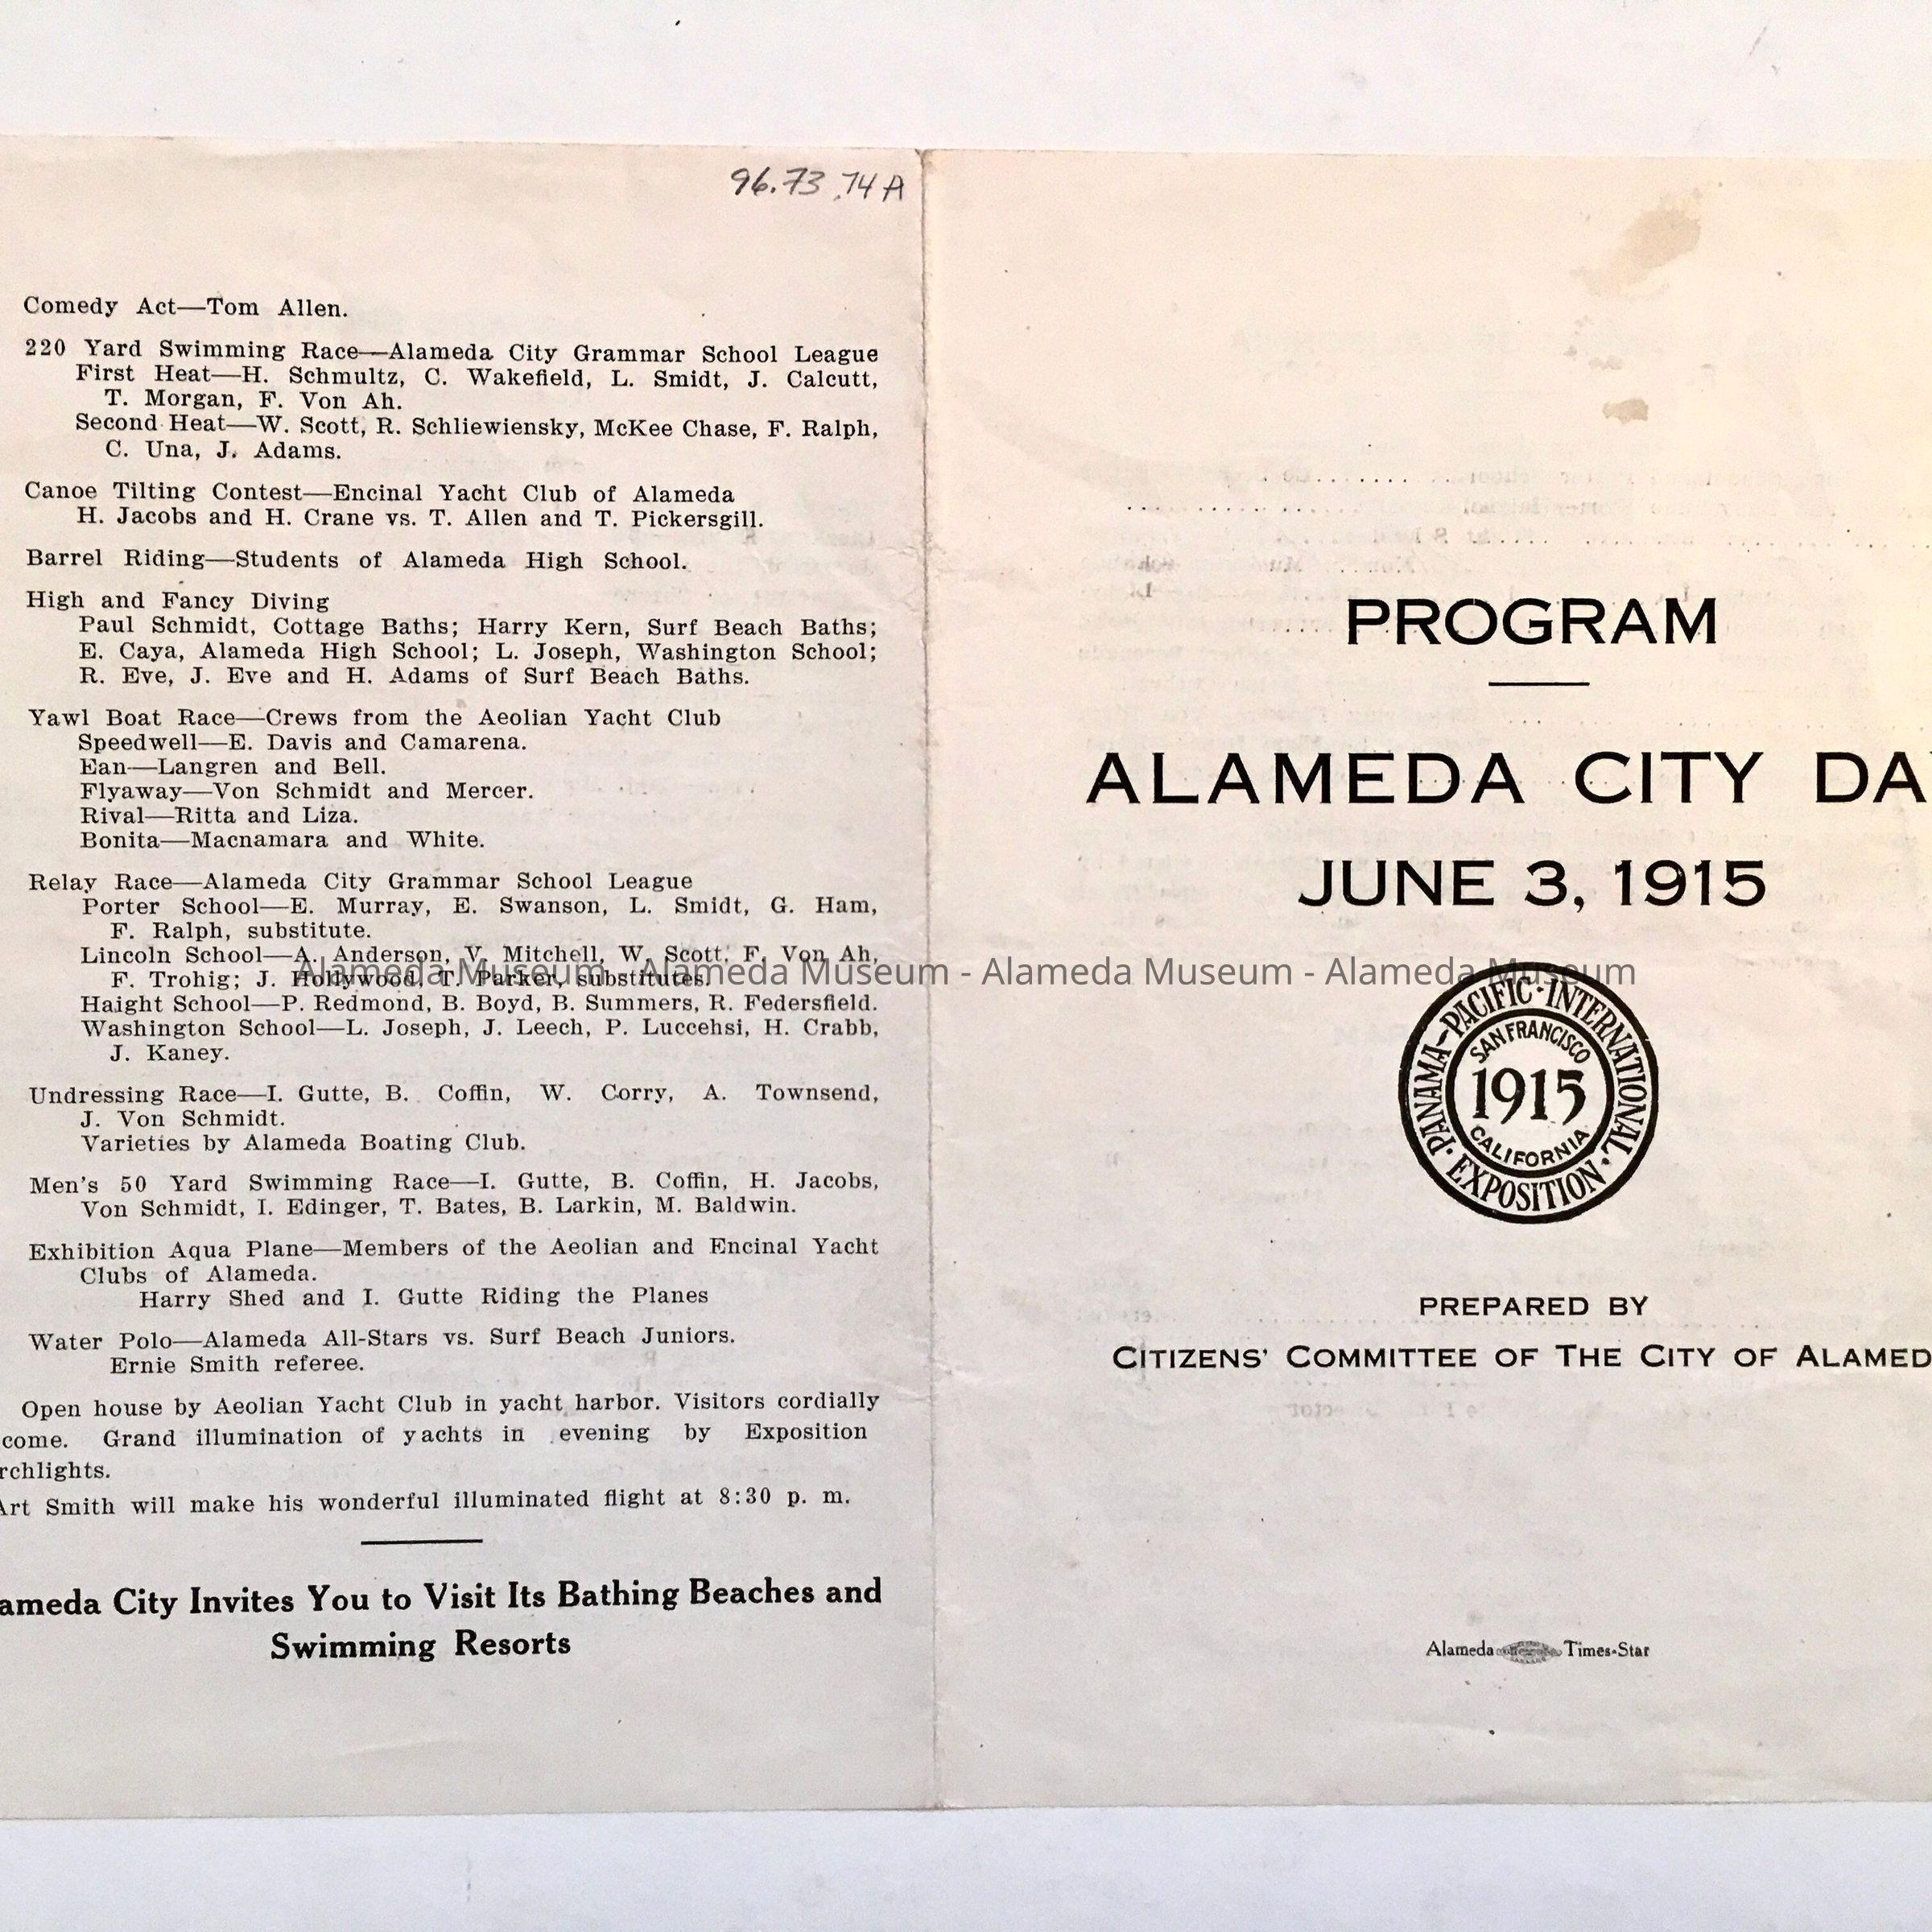 96.73.74A
Comedy Act—Tom Allen.
220 Yard Swimming Race—Alameda City Grammar School League
First Heat—H. Schmultz, C. Wakefield, L. Smidt, J. Calcutt,
T. Morgan, F. Von Ah.
Second Heat—W. Scott, R. Schliewiensky, McKee Chase, F. Ralph,
C. Una, J. Adams.
Canoe Tilting Contest—Encinal Yacht Club of Alameda
H. Jacobs and H. Crane vs. T. Allen and T. Pickersgill.
Barrel Riding—Students of Alameda High School.
High and Fancy Diving
Paul Schmidt, Cottage Baths; Harry Kern, Surf Beach Baths;
E. Caya, Alameda High School; L. Joseph, Washington School;
R. Eve, J. Eve and H. Adams of Surf Beach Baths.
Yawl Boat Race—Crews from the Aeolian Yacht Club
Speedwell—E. Davis and Camarena.
Ean—Langren and Bell.
Flyaway—Von Schmidt and Mercer.
Rival—Ritta and Liza.
Bonita—Macnamara and White.
Relay Race—Alameda City Grammar School League
Porter School—E. Murray, E. Swanson, L. Smidt, G. Ham,
F. Ralph, substitute.
Lincoln School—A. Anderson, V. Mitchell, W. Scott, F. Von Ah,
F. Trohig; J. Hollywood, T. Parker, substitutes.
Haight School—P. Redmond, B. Boyd, B. Summers, R. Federsfield.
Washington School—L. Joseph, J. Leech, P. Luccehsi, H. Crabb,
J. Kaney.
Undressing Race—I. Gutte, B. Coffin, W. Corry, A. Townsend,
J. Von Schmidt.
Varieties by Alameda Boating Club.
Men's 50 Yard Swimming Race—I. Gutte, B. Coffin, H. Jacobs,
Von Schmidt, I. Edinger, T. Bates, B. Larkin, M. Baldwin.
Exhibition Aqua Plane—Members of the Aeolian and Encinal Yacht
Clubs of Alameda.
Harry Shed and I. Gutte Riding the Planes
Water Polo—Alameda All-Stars vs. Surf Beach Juniors.
Ernie Smith referee.
Open house by Aeolian Yacht Club in yacht harbor. Visitors cordially
come. Grand illumination of yachts in evening by Exposition
rchlights.
Art Smith will make his wonderful illuminated flight at 8:30 p. m.
ameda City Invites You to Visit Its Bathing Beaches and
Swimming Resorts
PROGRAM
ALAMEDA CITY DA
JUNE 3, 1915
PANAMA-PACIFIC·INTERNATIONAL·EXPOSITION·
SAN FRANCISCO
1915
CALIFORNIA
PREPARED BY
CITIZENS' COMMITTEE OF THE CITY OF ALAMED
Alameda Times-Star
Alameda Museum - Alameda Museum - Alameda Museum - Alameda Museum